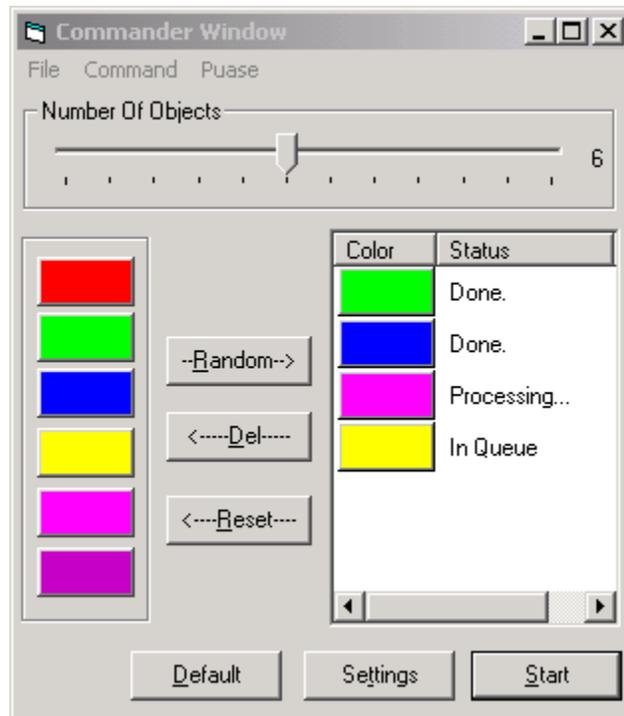 Commander Window
File Command Puase
Number Of Objects
6
Color Status
Done.
Done.
Processing...
In Queue
--Random-->
<-----Del-----
<----Reset----
Default Settings Start